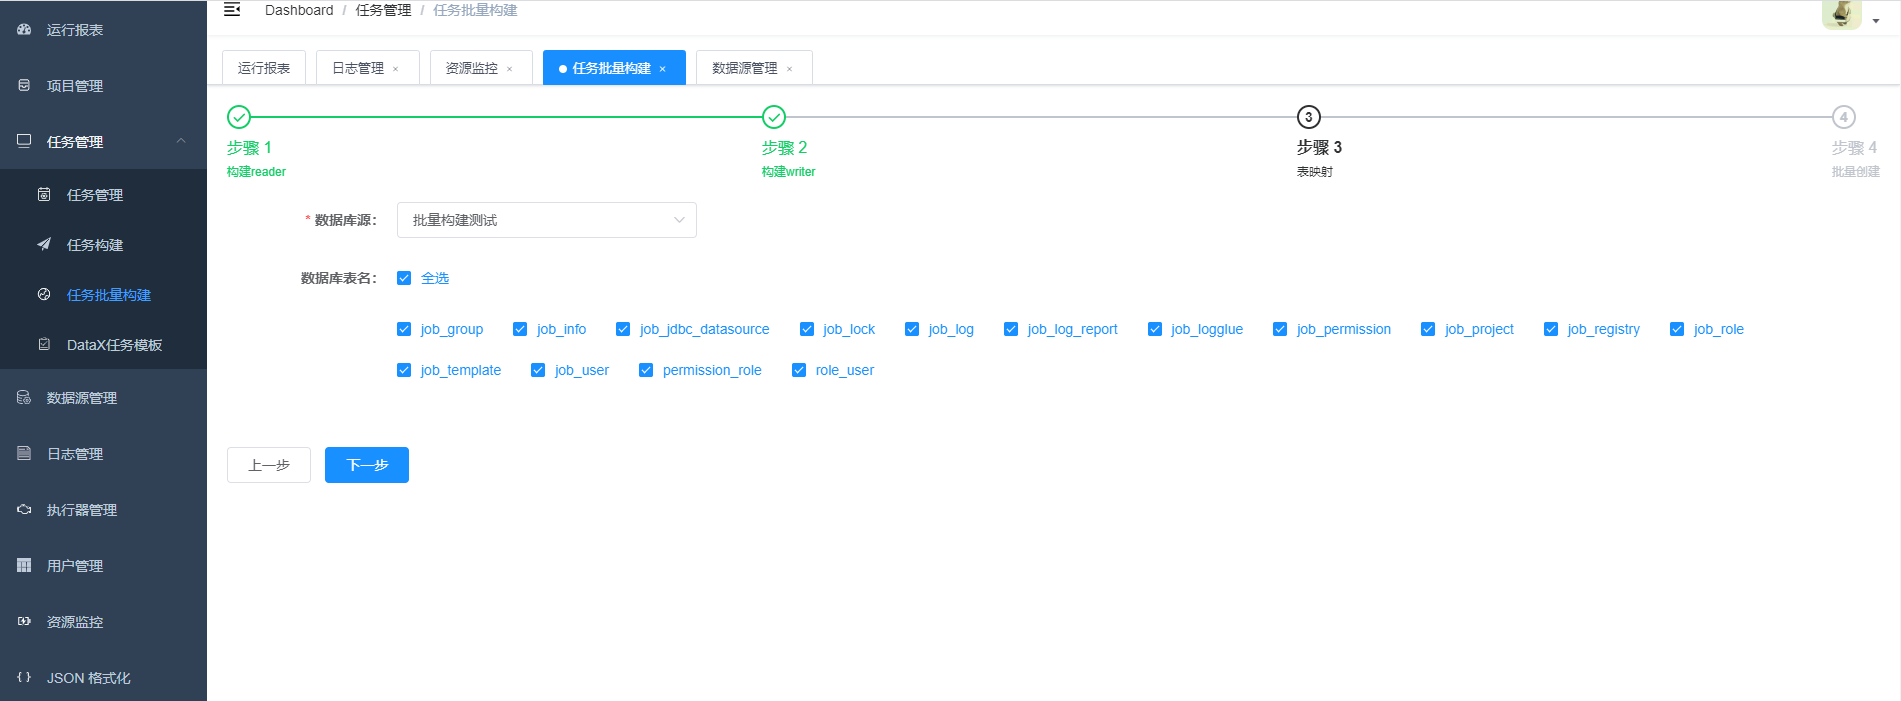 运行报表
项目管理
任务管理
任务管理
任务构建
任务批量构建
DataX任务模板
数据源管理
日志管理
执行器管理
用户管理
资源监控
JSON 格式化
Dashboard / 任务管理 / 任务批量构建
运行报表 日志管理 × 资源监控 × 任务批量构建 × 数据源管理 ×
3 4
步骤 1 步骤 2 步骤 3 步骤 4
构建reader 构建writer 表映射 批量创建
* 数据库源： 批量构建测试
数据库表名： 全选
job_group job_info job_jdbc_datasource job_lock job_log job_log_report job_logglue job_permission job_project job_registry job_role
job_template job_user permission_role role_user
上一步 下一步